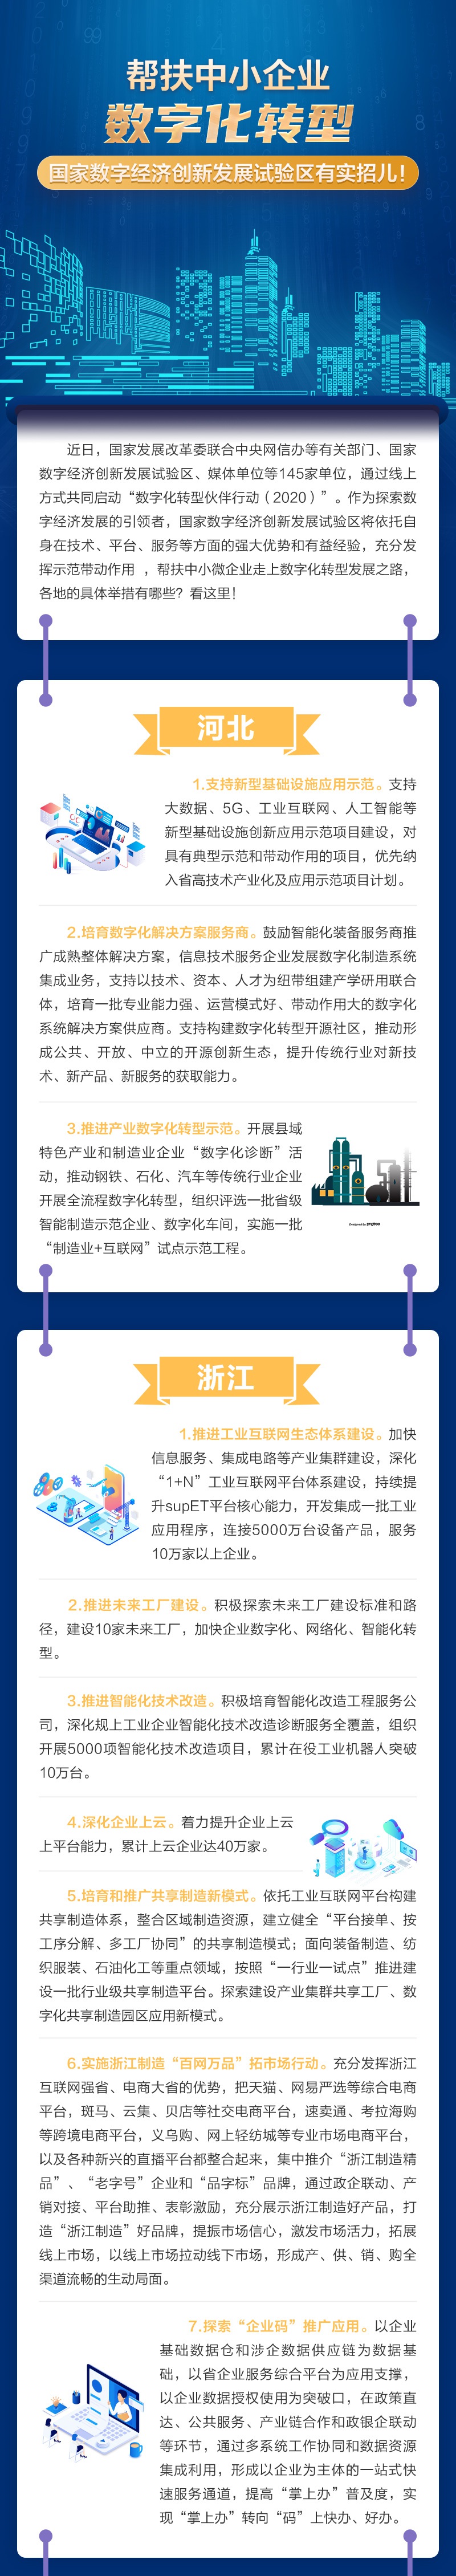 帮扶中小企业
数字化转型
国家数字经济创新发展试验区有实招儿！
近日，国家发展改革委联合中央网信办等有关部门、国家
数字经济创新发展试验区、媒体单位等145家单位，通过线上
方式共同启动“数字化转型伙伴行动（2020）”。作为探索数
字经济发展的引领者，国家数字经济创新发展试验区将依托自
身在技术、平台、服务等方面的强大优势和有益经验，充分发
挥示范带动作用 ，帮扶中小微企业走上数字化转型发展之路，
各地的具体举措有哪些？看这里！
河北
1.支持新型基础设施应用示范。支持
大数据、5G、工业互联网、人工智能等
新型基础设施创新应用示范项目建设，对
具有典型示范和带动作用的项目，优先纳
入省高技术产业化及应用示范项目计划。
2.培育数字化解决方案服务商。鼓励智能化装备服务商推
广成熟整体解决方案，信息技术服务企业发展数字化制造系统
集成业务，支持以技术、资本、人才为纽带组建产学研用联合
体，培育一批专业能力强、运营模式好、带动作用大的数字化
系统解决方案供应商。支持构建数字化转型开源社区，推动形
成公共、开放、中立的开源创新生态，提升传统行业对新技
术、新产品、新服务的获取能力。
3.推进产业数字化转型示范。开展县域
特色产业和制造业企业“数字化诊断”活
动，推动钢铁、石化、汽车等传统行业企业
开展全流程数字化转型，组织评选一批省级
智能制造示范企业、数字化车间，实施一批
“制造业+互联网”试点示范工程。
Designed by pngtree
浙江
1.推进工业互联网生态体系建设。加快
信息服务、集成电路等产业集群建设，深化
“1+N”工业互联网平台体系建设，持续提
升supET平台核心能力，开发集成一批工业
应用程序，连接5000万台设备产品，服务
10万家以上企业。
2.推进未来工厂建设。积极探索未来工厂建设标准和路
径，建设10家未来工厂，加快企业数字化、网络化、智能化转
型。
3.推进智能化技术改造。积极培育智能化改造工程服务公
司，深化规上工业企业智能化技术改造诊断服务全覆盖，组织
开展5000项智能化技术改造项目，累计在役工业机器人突破
10万台。
4.深化企业上云。着力提升企业上云
上平台能力，累计上云企业达40万家。
5.培育和推广共享制造新模式。依托工业互联网平台构建
共享制造体系，整合区域制造资源，建立健全“平台接单、按
工序分解、多工厂协同”的共享制造模式；面向装备制造、纺
织服装、石油化工等重点领域，按照“一行业一试点”推进建
设一批行业级共享制造平台。探索建设产业集群共享工厂、数
字化共享制造园区应用新模式。
6.实施浙江制造“百网万品”拓市场行动。充分发挥浙江
互联网强省、电商大省的优势，把天猫、网易严选等综合电商
平台，斑马、云集、贝店等社交电商平台，速卖通、考拉海购
等跨境电商平台，义乌购、网上轻纺城等专业市场电商平台，
以及各种新兴的直播平台都整合起来，集中推介“浙江制造精
品”、“老字号”企业和“品字标”品牌，通过政企联动、产
销对接、平台助推、表彰激励，充分展示浙江制造好产品，打
造“浙江制造”好品牌，提振市场信心，激发市场活力，拓展
线上市场，以线上市场拉动线下市场，形成产、供、销、购全
渠道流畅的生动局面。
7.探索“企业码”推广应用。以企业
基础数据仓和涉企数据供应链为数据基
础，以省企业服务综合平台为应用支撑，
以企业数据授权使用为突破口，在政策直
达、公共服务、产业链合作和政银企联动
等环节，通过多系统工作协同和数据资源
集成利用，形成以企业为主体的一站式快
速服务通道，提高“掌上办”普及度，实
现“掌上办”转向“码”上快办、好办。